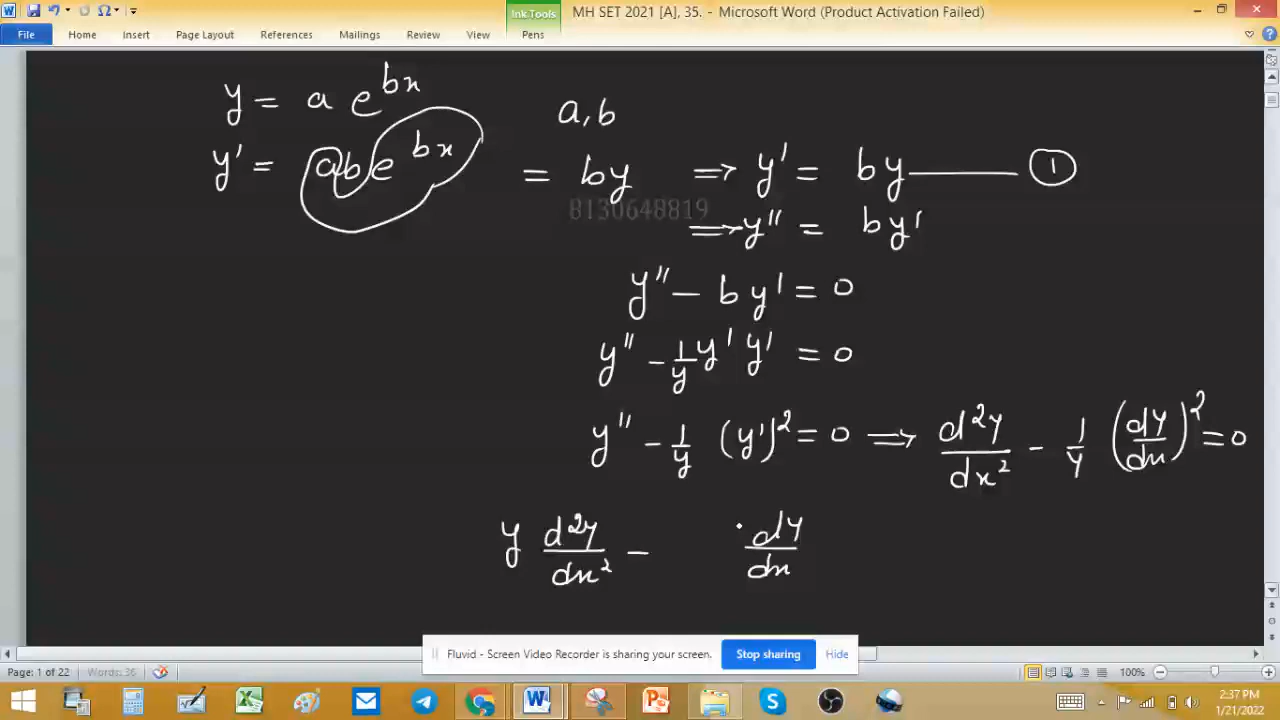 MH SET 2021 [A], 35. - Microsoft Word (Product Activation Failed)
Ink Tools
File Home Insert Page Layout References Mailings Review View Pens
y = a e^{bx}
a, b
y' = a b e^{bx} = by ⟹ y' = by —— ①
8130648819
⟹ y'' = by'
y'' − by' = 0
y'' − 1/y y' y' = 0
y'' − 1/y (y')² = 0 ⟹ d²y/dx² − 1/y (dy/dx)² = 0
y d²y/dx² − dy/dx
Fluvid - Screen Video Recorder is sharing your screen. Stop sharing Hide
Page: 1 of 22 Words: 36 100%
2:37 PM
1/21/2022